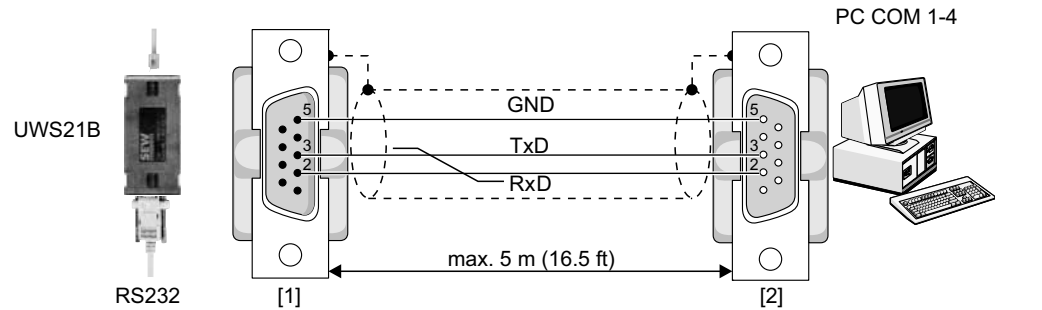 PC COM 1-4
UWS21B
SEW
5
GND
5
3
TxD
3
2
RxD
2
max. 5 m (16.5 ft)
RS232
[1]
[2]